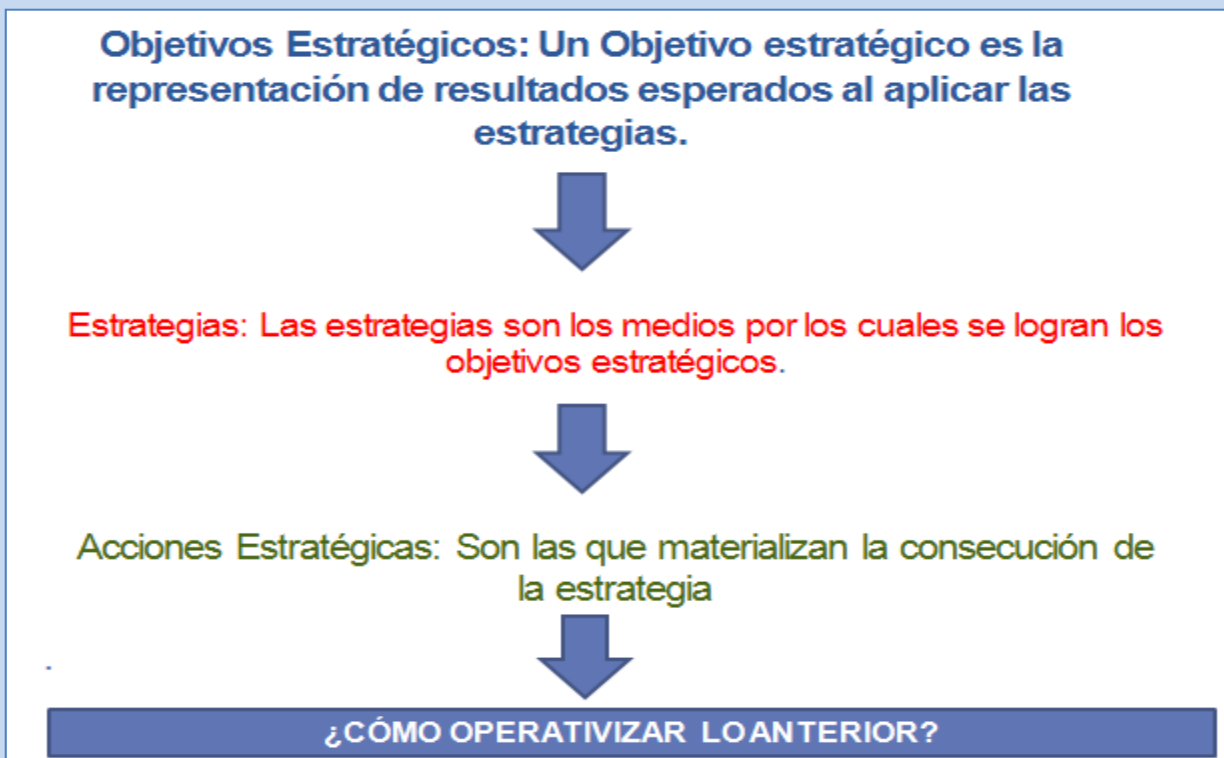 Objetivos Estratégicos: Un Objetivo estratégico es la
representación de resultados esperados al aplicar las
estrategias.
Estrategias: Las estrategias son los medios por los cuales se logran los
objetivos estratégicos.
Acciones Estratégicas: Son las que materializan la consecución de
la estrategia
.
¿CÓMO OPERATIVIZAR LO ANTERIOR?